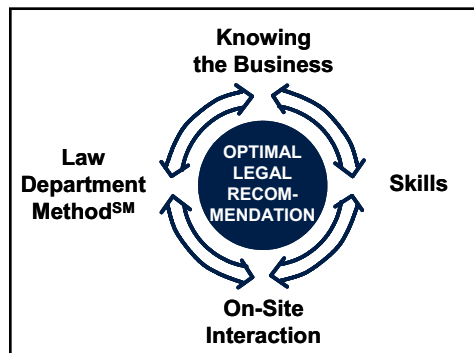 Knowing
the Business
OPTIMAL
LEGAL
RECOM-
MENDATION
Law
Department
Method℠
Skills
On-Site
Interaction